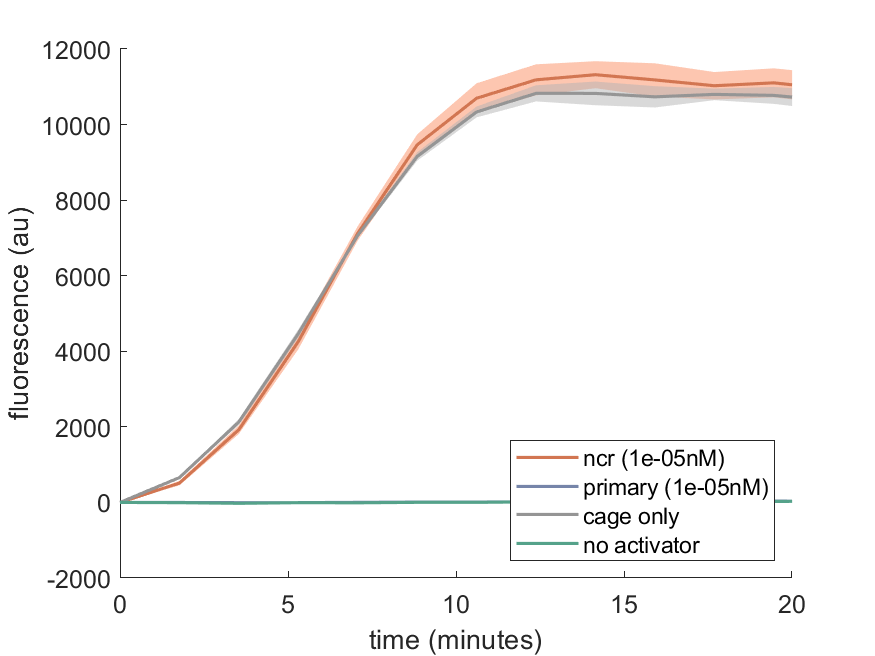 12000
10000
8000
6000
4000
2000
0
-2000
fluorescence (au)
ncr (1e-05nM)
primary (1e-05nM)
cage only
no activator
0 5 10 15 20
time (minutes)